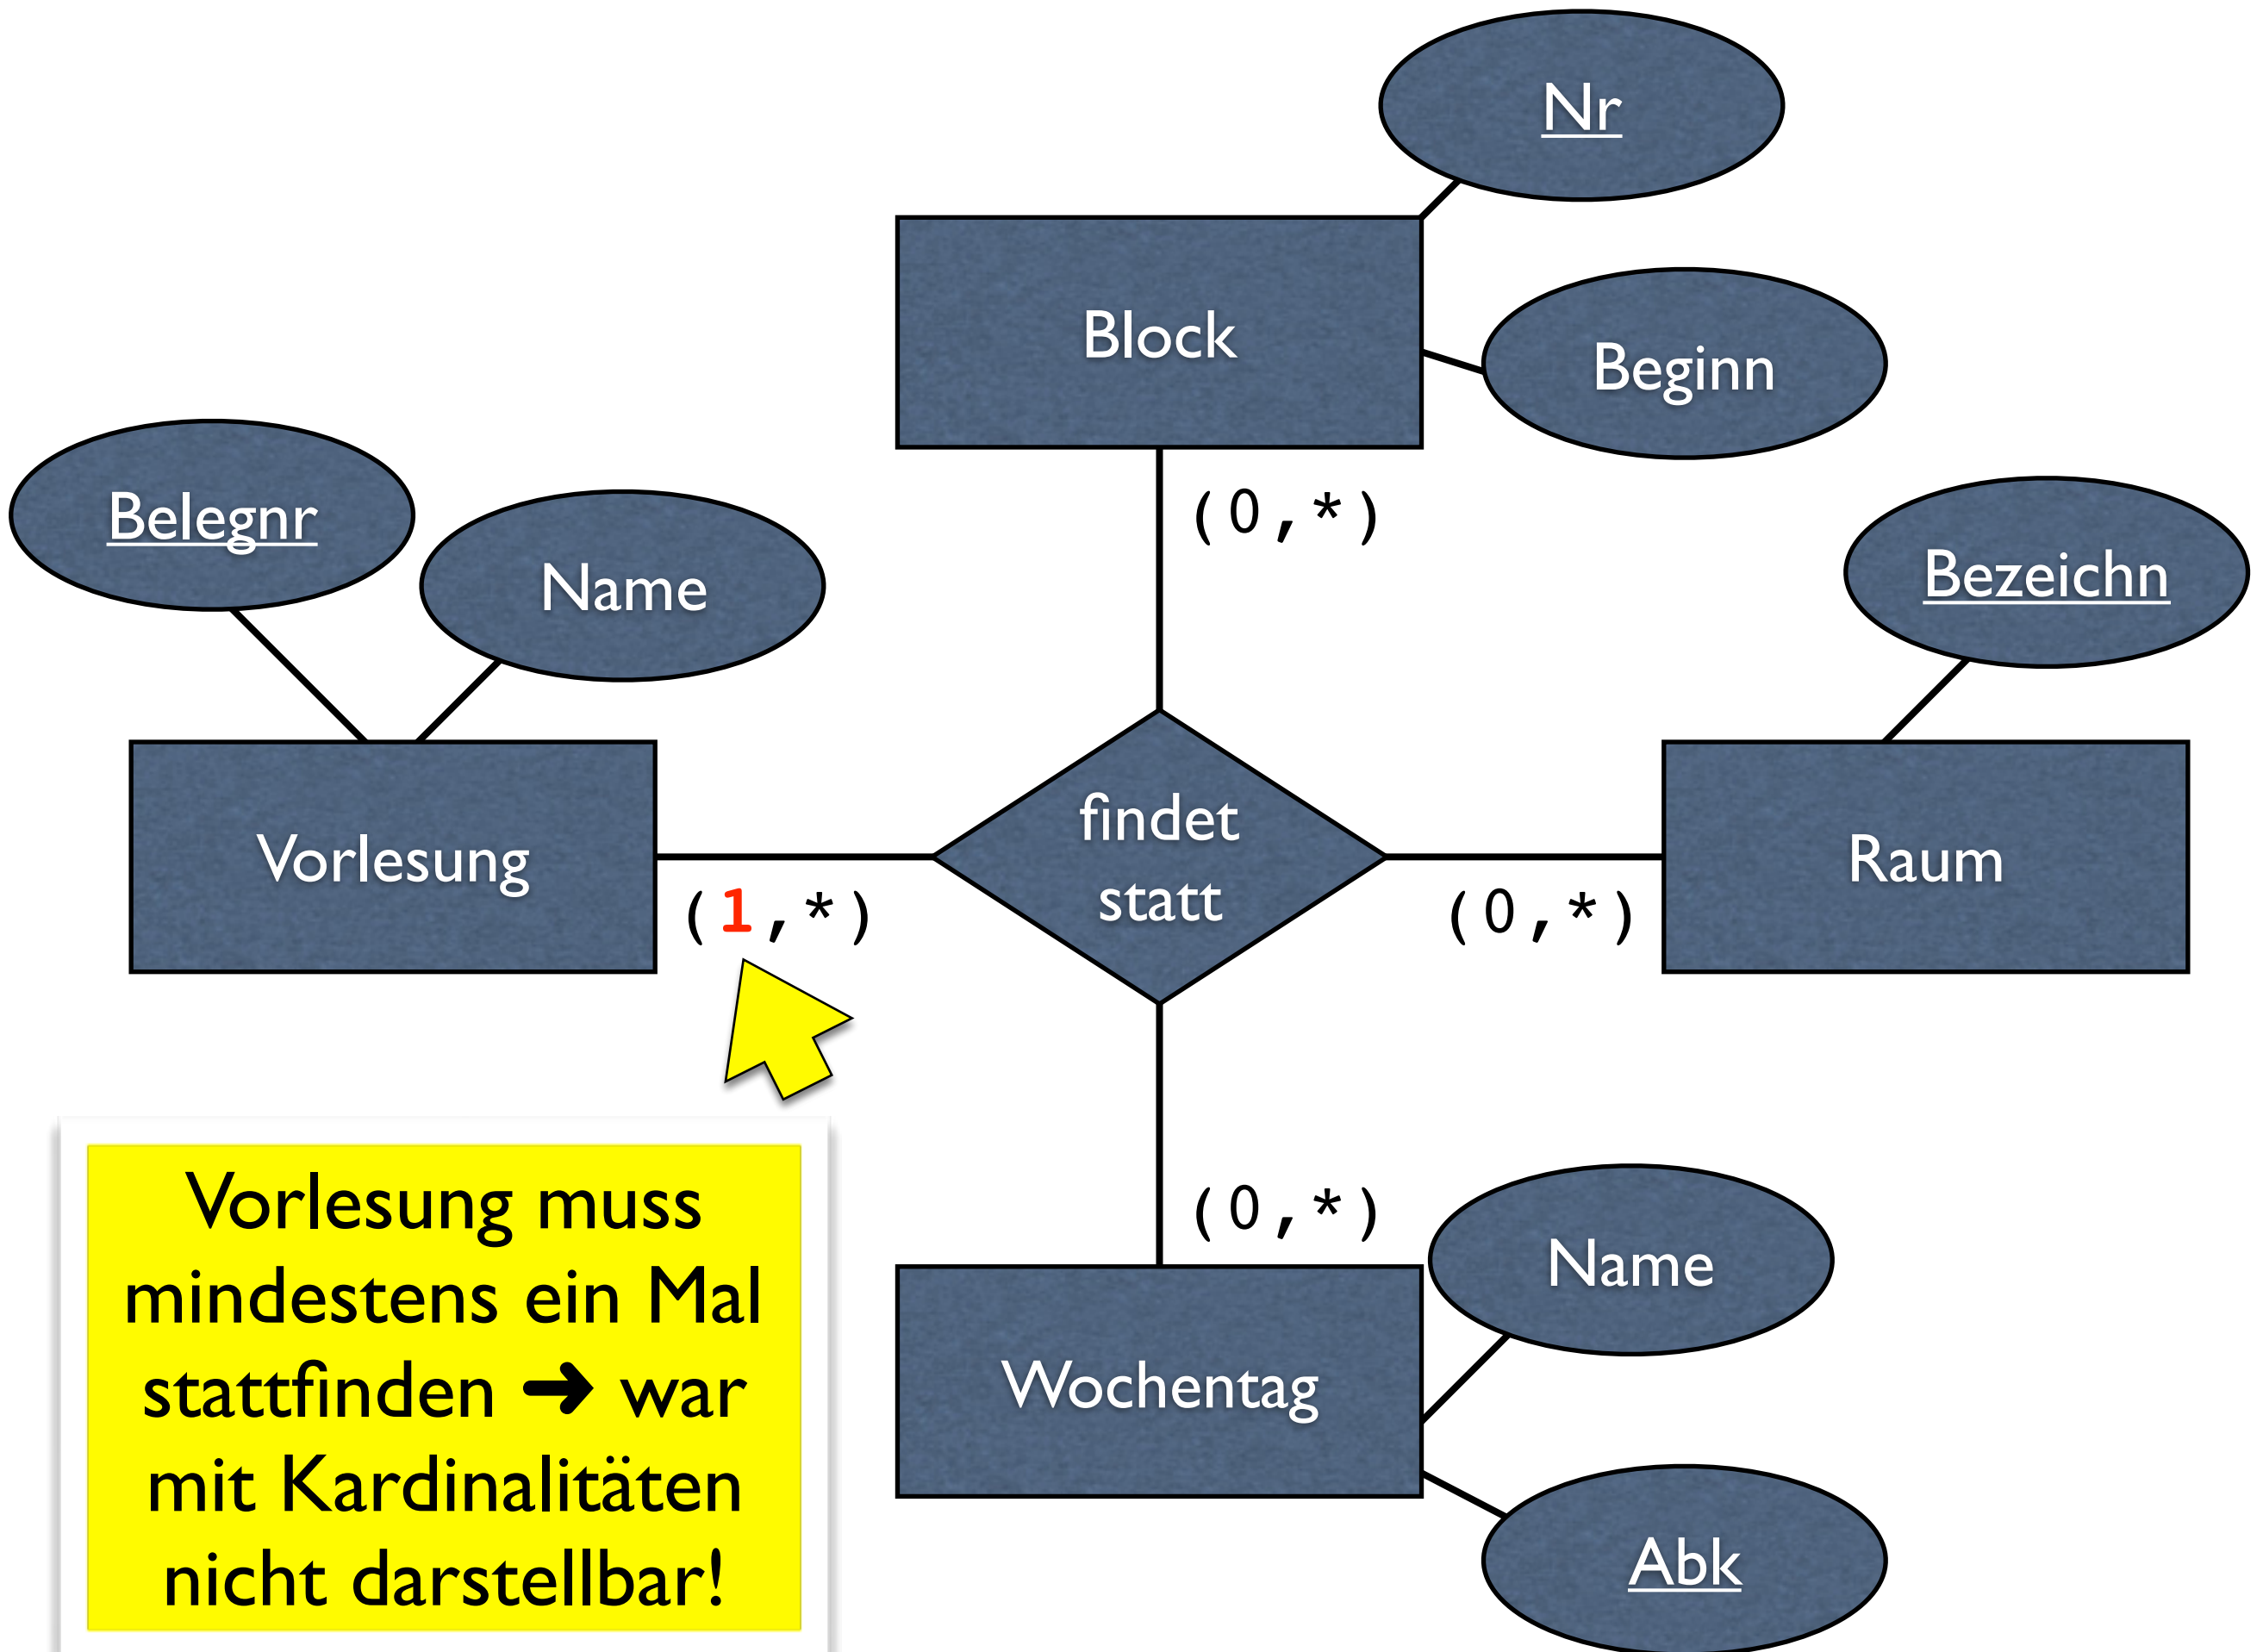 Nr
Block
Beginn
(0,*)
Belegnr
Name
Bezeichn
Vorlesung
(1,*)
findet
statt
(0,*)
Raum
(0,*)
Wochentag
Name
Abk
Vorlesung muss
mindestens ein Mal
stattfinden ➜ war
mit Kardinalitäten
nicht darstellbar!